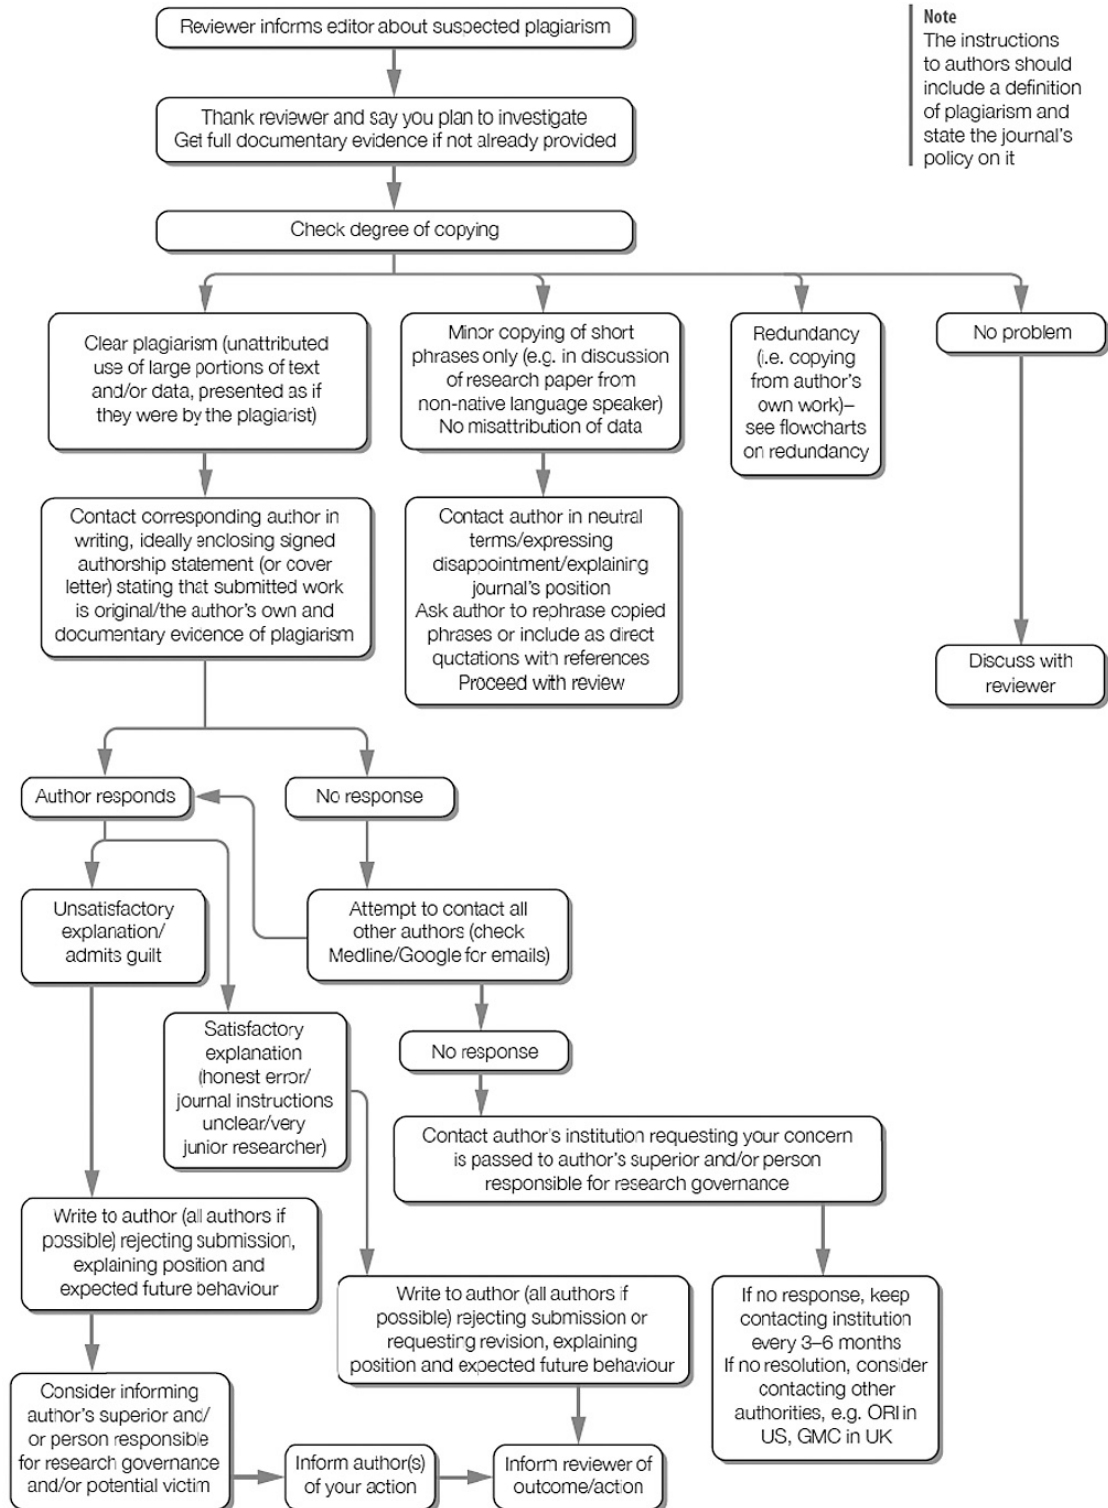 Reviewer informs editor about suspected plagiarism
Note
The instructions
to authors should
include a definition
of plagiarism and
state the journal's
policy on it
Thank reviewer and say you plan to investigate
Get full documentary evidence if not already provided
Check degree of copying
Clear plagiarism (unattributed
use of large portions of text
and/or data, presented as if
they were by the plagiarist)
Minor copying of short
phrases only (e.g. in discussion
of research paper from
non-native language speaker)
No misattribution of data
Redundancy
(i.e. copying
from author's
own work)–
see flowcharts
on redundancy
No problem
Contact corresponding author in
writing, ideally enclosing signed
authorship statement (or cover
letter) stating that submitted work
is original/the author's own and
documentary evidence of plagiarism
Contact author in neutral
terms/expressing
disappointment/explaining
journal's position
Ask author to rephrase copied
phrases or include as direct
quotations with references
Proceed with review
Discuss with
reviewer
Author responds
No response
Unsatisfactory
explanation/
admits guilt
Attempt to contact all
other authors (check
Medline/Google for emails)
Satisfactory
explanation
(honest error/
journal instructions
unclear/very
junior researcher)
No response
Contact author's institution requesting your concern
is passed to author's superior and/or person
responsible for research governance
Write to author (all authors if
possible) rejecting submission,
explaining position and
expected future behaviour
Write to author (all authors if
possible) rejecting submission or
requesting revision, explaining
position and expected future behaviour
If no response, keep
contacting institution
every 3–6 months
If no resolution, consider
contacting other
authorities, e.g. ORI in
US, GMC in UK
Consider informing
author's superior and/
or person responsible
for research governance
and/or potential victim
Inform author(s)
of your action
Inform reviewer of
outcome/action